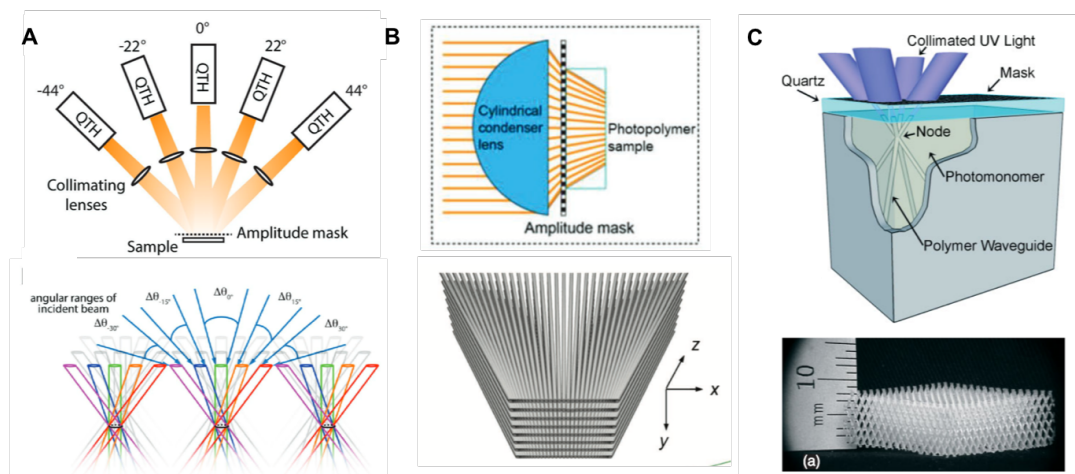 A
-44°
-22°
0°
22°
44°
QTH
QTH
QTH
QTH
QTH
Collimating
lenses
Amplitude mask
Sample
angular ranges of
incident beam
Δθ-30°
Δθ-15°
Δθ0°
Δθ15°
Δθ30°
B
Cylindrical
condenser
lens
Photopolymer
sample
Amplitude mask
z
x
y
C
Collimated UV Light
Quartz
Mask
Node
Photomonomer
Polymer Waveguide
10
mm
(a)